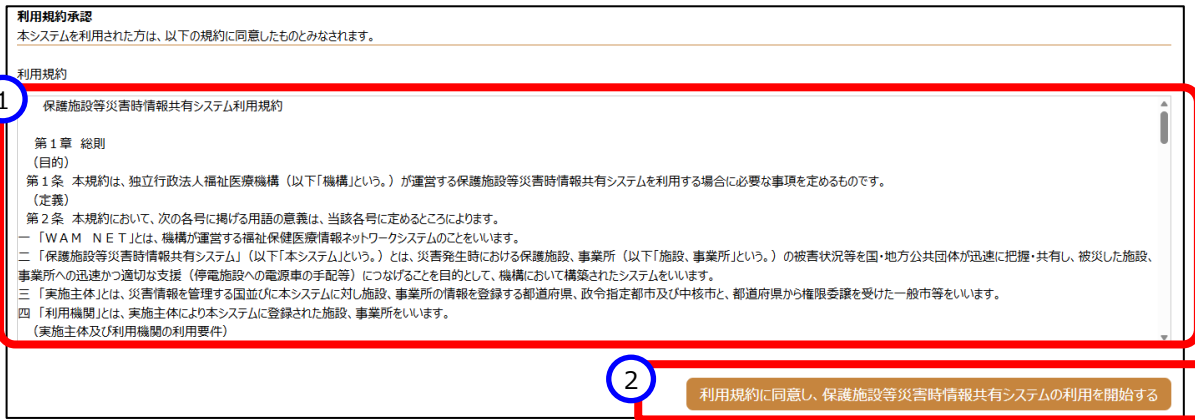 利用規約承認
本システムを利用された方は、以下の規約に同意したものとみなされます。
利用規約
1
保護施設等災害時情報共有システム利用規約
第１章 総則
（目的）
第１条 本規約は、独立行政法人福祉医療機構（以下「機構」という。）が運営する保護施設等災害時情報共有システムを利用する場合に必要な事項を定めるものです。
（定義）
第２条 本規約において、次の各号に掲げる用語の意義は、当該各号に定めるところによります。
一 「ＷＡＭ ＮＥＴ」とは、機構が運営する福祉保健医療情報ネットワークシステムのことをいいます。
二 「保護施設等災害時情報共有システム」（以下「本システム」という。）とは、災害発生時における保護施設、事業所（以下「施設、事業所」という。）の被害状況等を国・地方公共団体が迅速に把握・共有し、被災した施設、
事業所への迅速かつ適切な支援（停電施設への電源車の手配等）につなげることを目的として、機構において構築されたシステムをいいます。
三 「実施主体」とは、災害情報を管理する国並びに本システムに対し施設、事業所の情報を登録する都道府県、政令指定都市及び中核市と、都道府県から権限委譲を受けた一般市等をいいます。
四 「利用機関」とは、実施主体により本システムに登録された施設、事業所をいいます。
（実施主体及び利用機関の利用要件）
2
利用規約に同意し、保護施設等災害時情報共有システムの利用を開始する